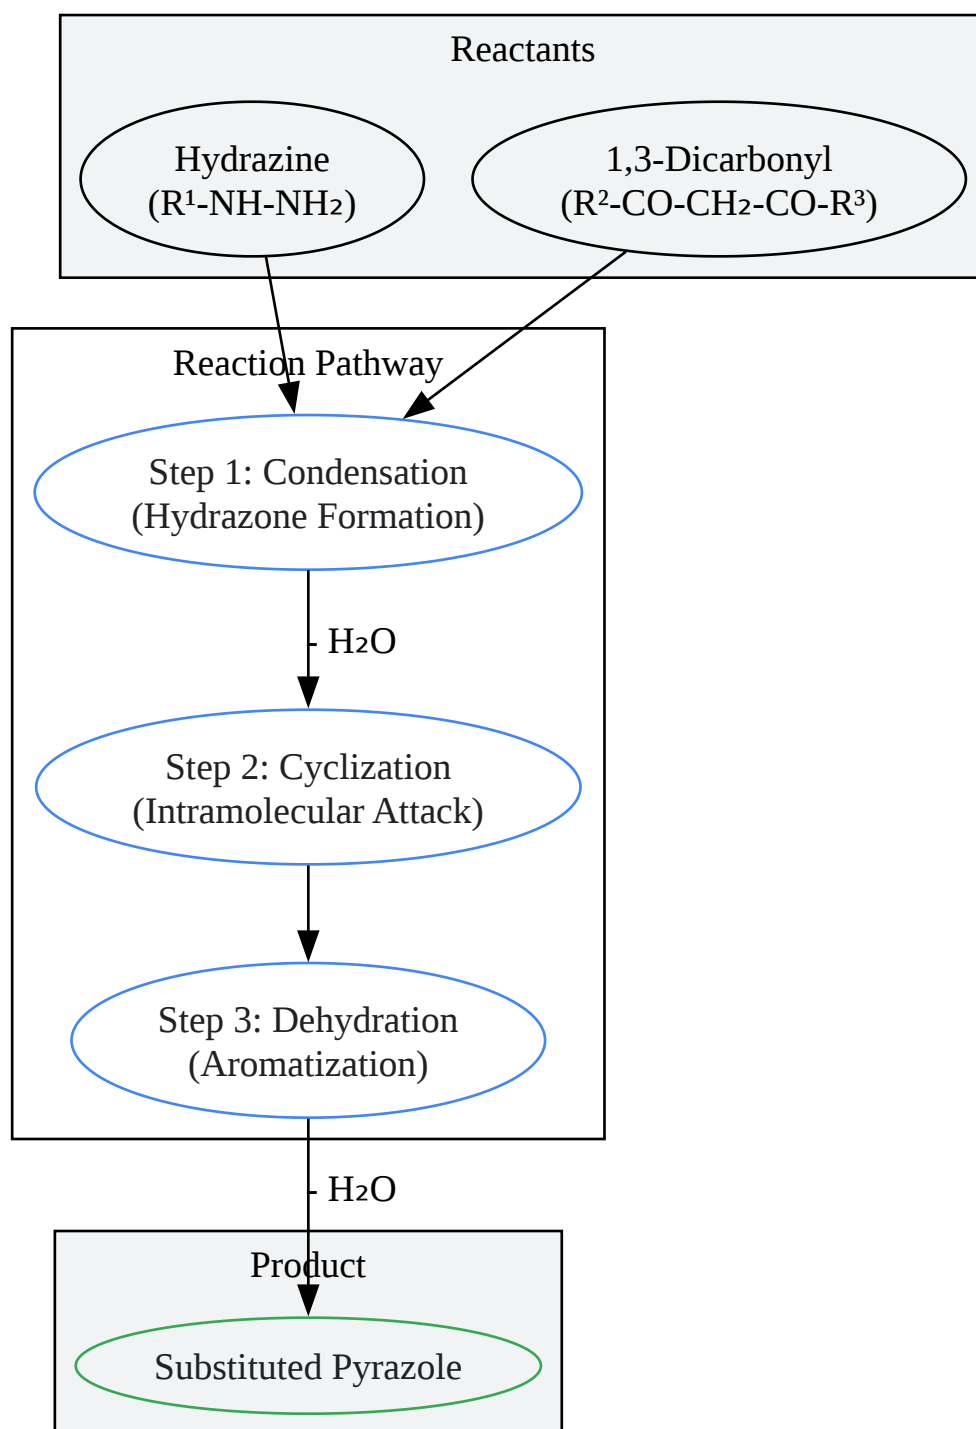 Reactants
Hydrazine
(R¹-NH-NH₂)
1,3-Dicarbonyl
(R²-CO-CH₂-CO-R³)
Reaction Pathway
Step 1: Condensation
(Hydrazone Formation)
- H₂O
Step 2: Cyclization
(Intramolecular Attack)
Step 3: Dehydration
(Aromatization)
- H₂O
Product
Substituted Pyrazole